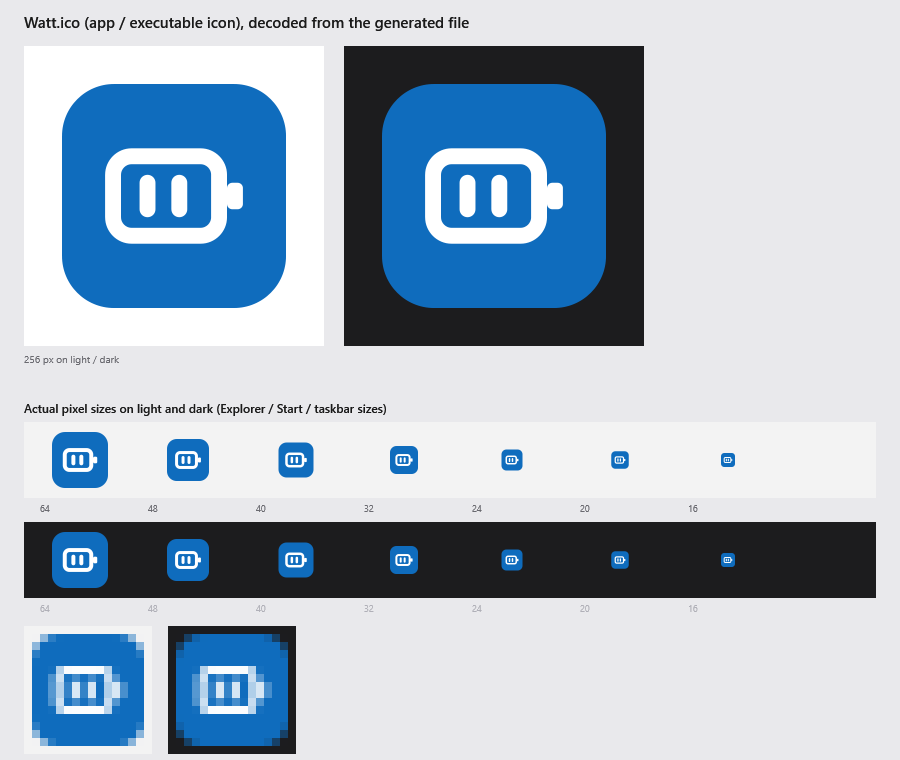 Watt.ico (app / executable icon), decoded from the generated file
256 px on light / dark
Actual pixel sizes on light and dark (Explorer / Start / taskbar sizes)
64 48 40 32 24 20 16
64 48 40 32 24 20 16